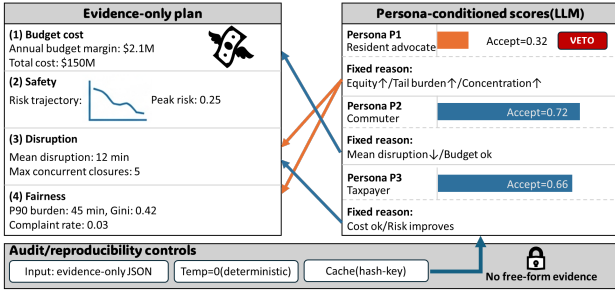 Evidence-only plan
(1) Budget cost
Annual budget margin: $2.1M
Total cost: $150M
(2) Safety
Risk trajectory:
Peak risk: 0.25
(3) Disruption
Mean disruption: 12 min
Max concurrent closures: 5
(4) Fairness
P90 burden: 45 min, Gini: 0.42
Complaint rate: 0.03
Persona-conditioned scores(LLM)
Persona P1
Resident advocate
Accept=0.32
VETO
Fixed reason:
Equity↑/Tail burden↑/Concentration↑
Persona P2
Commuter
Accept=0.72
Fixed reason:
Mean disruption↓/Budget ok
Persona P3
Taxpayer
Accept=0.66
Fixed reason:
Cost ok/Risk improves
Audit/reproducibility controls
Input: evidence-only JSON
Temp=0(deterministic)
Cache(hash-key)
No free-form evidence